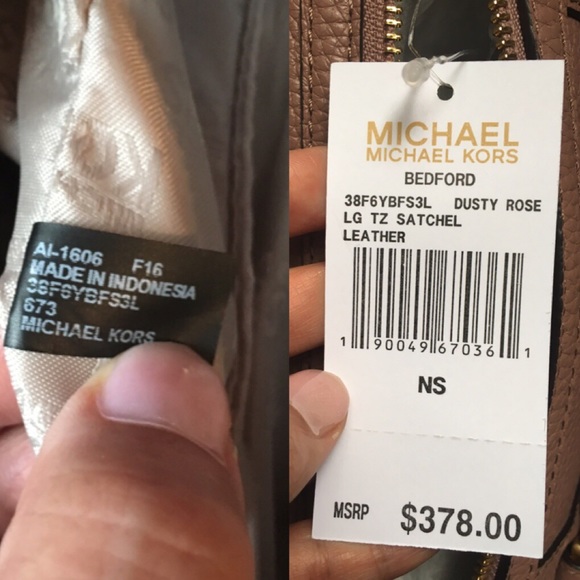 AI-1606 F16
MADE IN INDONESIA
38F6YBFS3L
673
MICHAEL KORS
MICHAEL
MICHAEL KORS
BEDFORD
38F6YBFS3L DUSTY ROSE
LG TZ SATCHEL
LEATHER
1 90049 67036 1
NS
MSRP $378.00